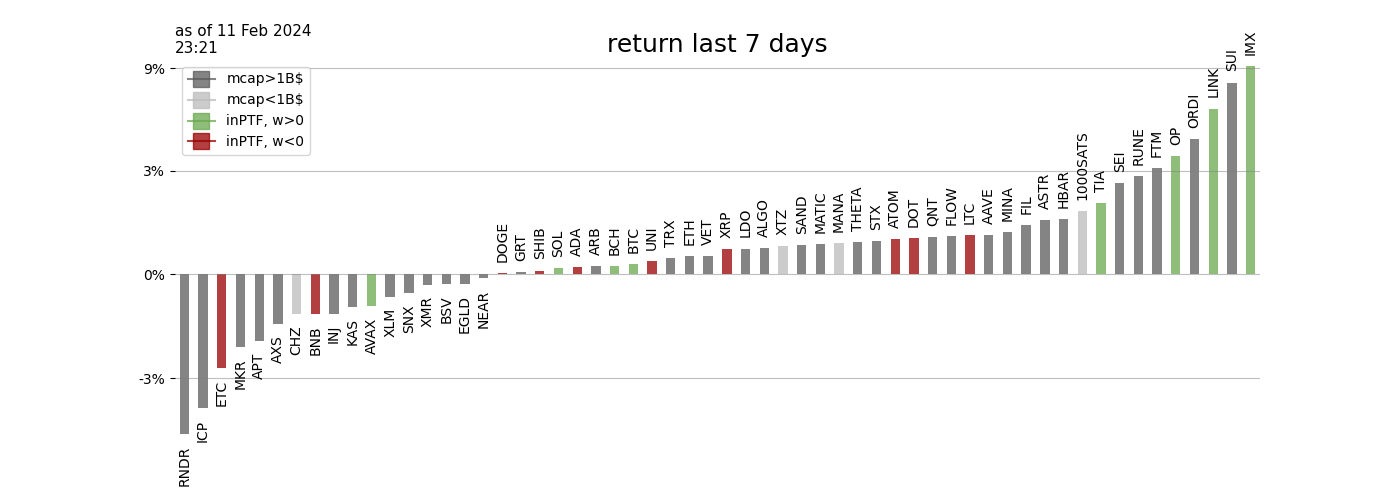 as of 11 Feb 2024
23:21
return last 7 days
mcap>1B$
mcap<1B$
inPTF, w>0
inPTF, w<0
9%
3%
0%
-3%
RNDR
ICP
ETC
MKR
APT
AXS
CHZ
BNB
INJ
KAS
AVAX
XLM
SNX
XMR
BSV
EGLD
NEAR
DOGE
GRT
SHIB
SOL
ADA
ARB
BCH
BTC
UNI
TRX
ETH
VET
XRP
LDO
ALGO
XTZ
SAND
MATIC
MANA
THETA
STX
ATOM
DOT
QNT
FLOW
LTC
AAVE
MINA
FIL
ASTR
HBAR
1000SATS
TIA
SEI
RUNE
FTM
OP
ORDI
LINK
SUI
IMX